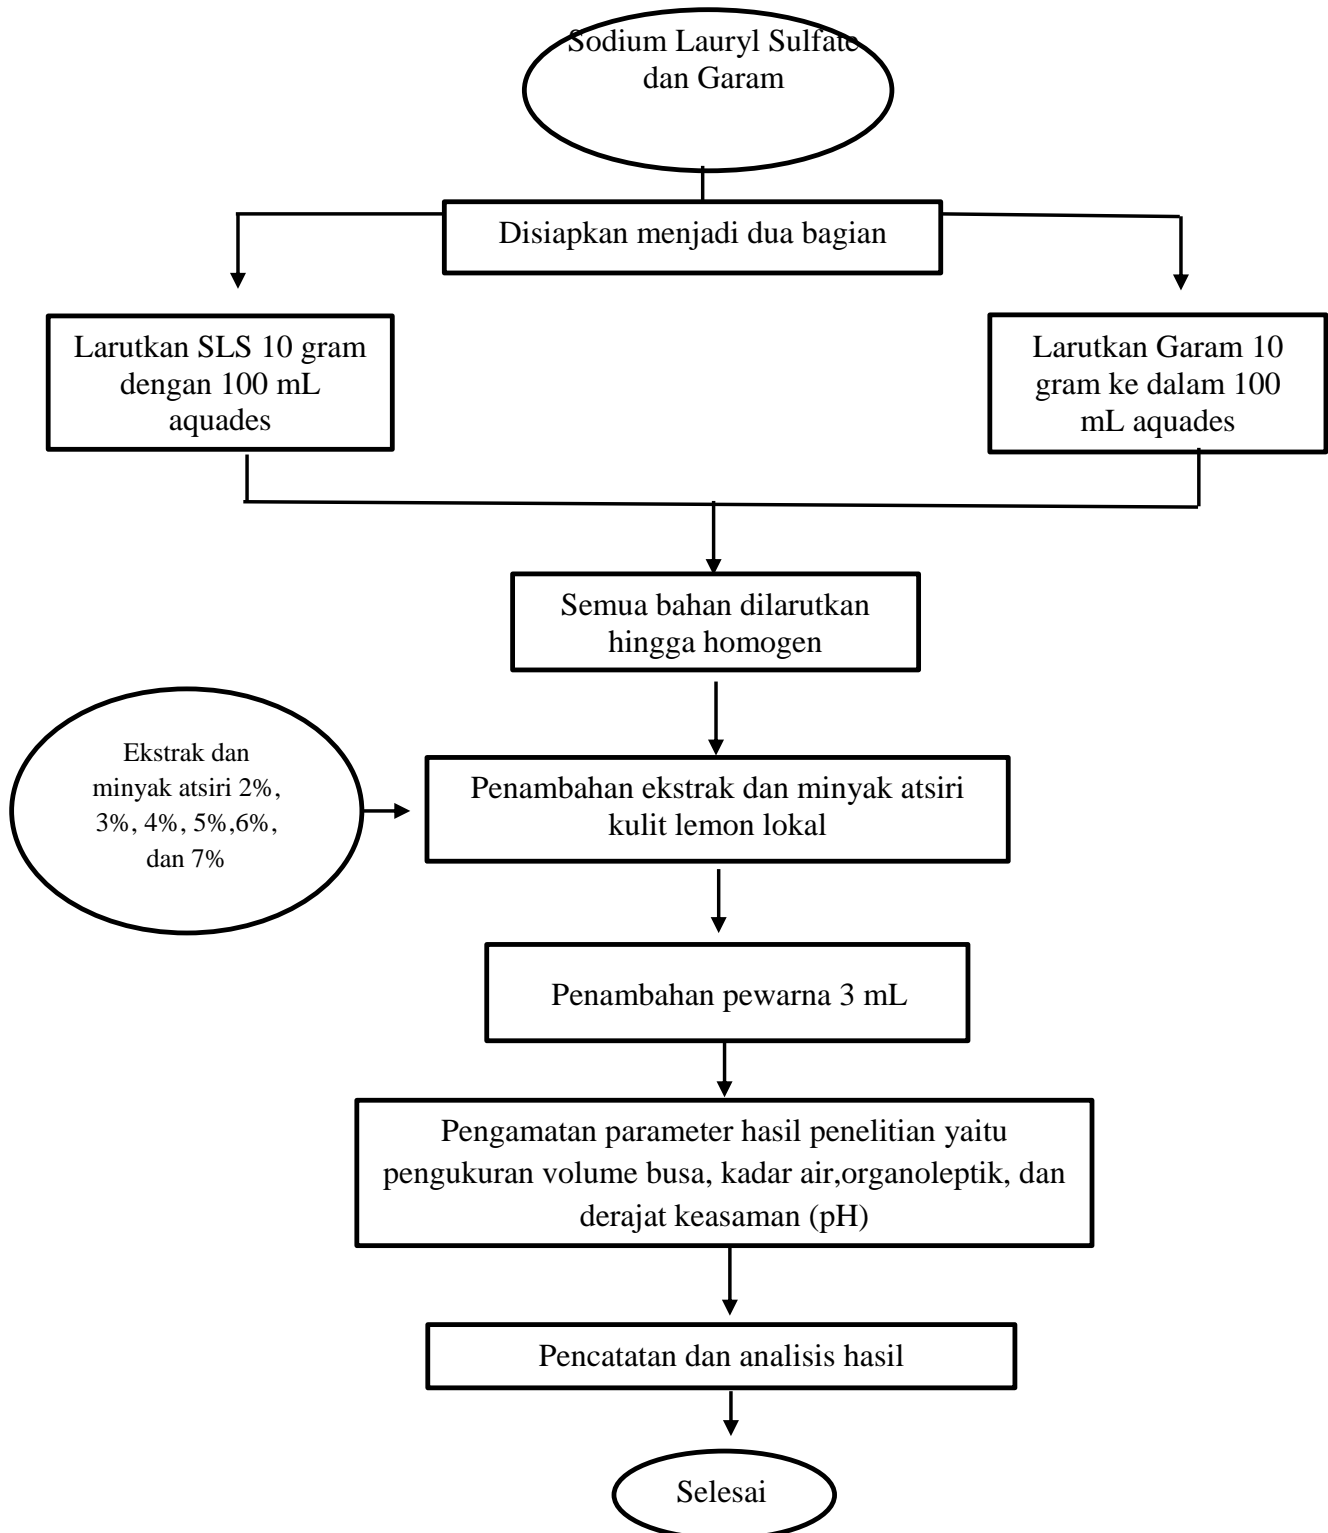 Sodium Lauryl Sulfate
dan Garam
Disiapkan menjadi dua bagian
Larutkan SLS 10 gram
dengan 100 mL
aquades
Larutkan Garam 10
gram ke dalam 100
mL aquades
Semua bahan dilarutkan
hingga homogen
Ekstrak dan
minyak atsiri 2%,
3%, 4%, 5%,6%,
dan 7%
Penambahan ekstrak dan minyak atsiri
kulit lemon lokal
Penambahan pewarna 3 mL
Pengamatan parameter hasil penelitian yaitu
pengukuran volume busa, kadar air,organoleptik, dan
derajat keasaman (pH)
Pencatatan dan analisis hasil
Selesai